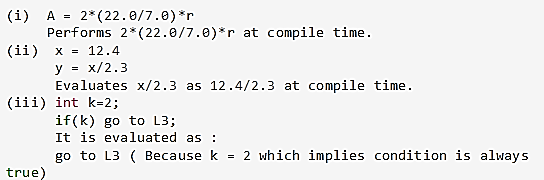 (i)  A = 2*(22.0/7.0)*r
     Performs 2*(22.0/7.0)*r at compile time.
(ii)  x = 12.4
      y = x/2.3
      Evaluates x/2.3 as 12.4/2.3 at compile time.
(iii) int k=2;
      if(k) go to L3;
      It is evaluated as :
      go to L3 ( Because k = 2 which implies condition is always
true)